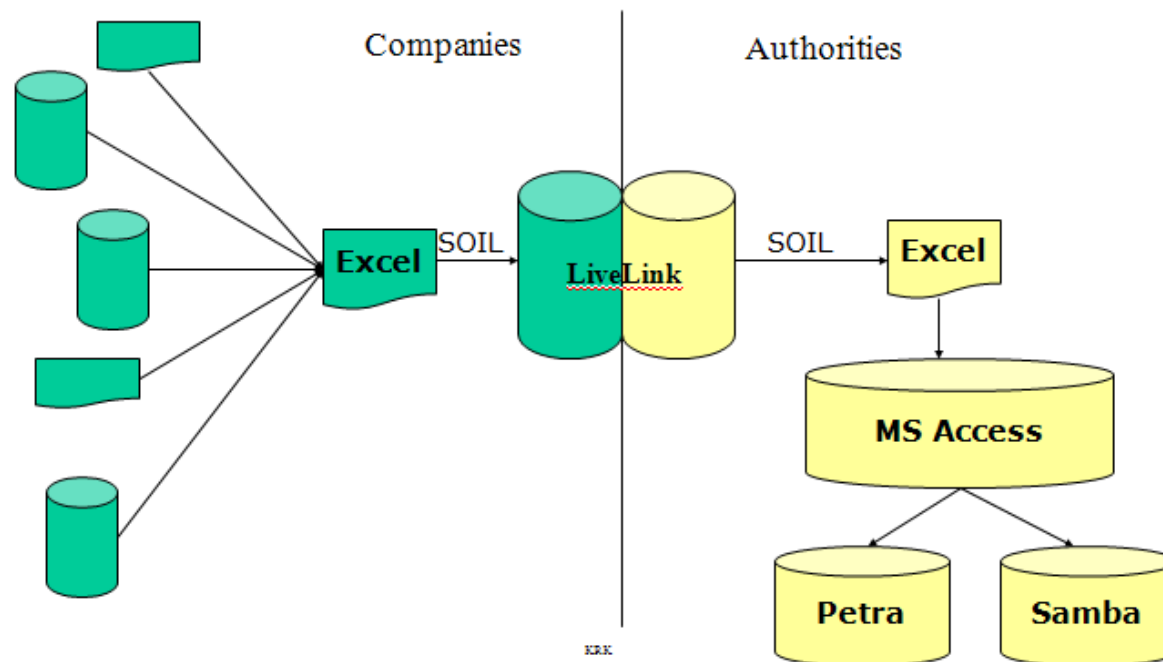 Companies
Authorities
Excel
SOIL
LiveLink
SOIL
Excel
MS Access
Petra
Samba
KRK